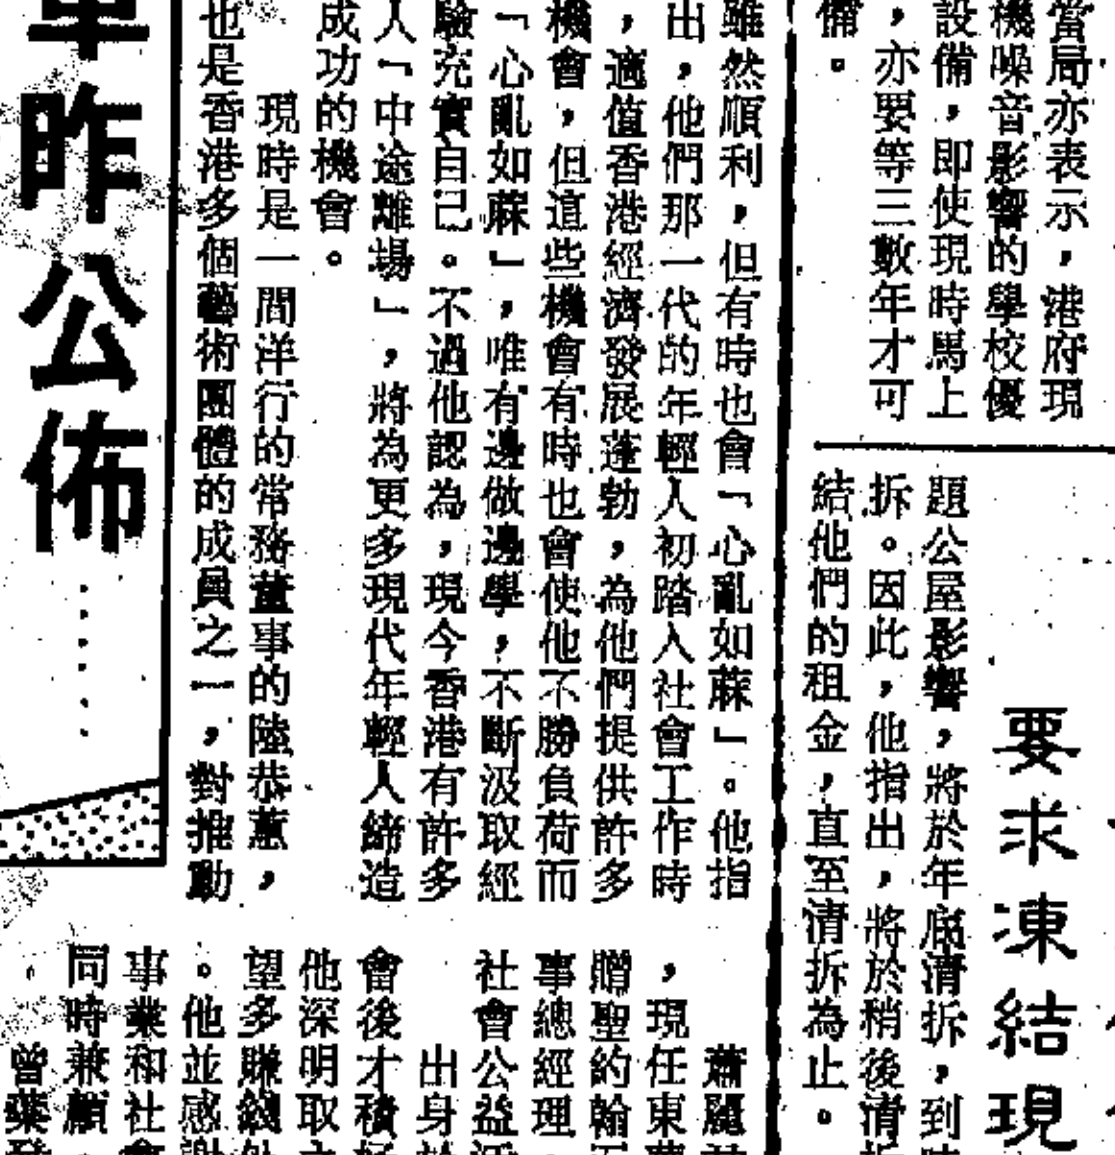 當局亦表示，港府現
機噪音影響的學校優
設備，即使現時馬上
，亦要等三數年才可
備。
要求凍結現
題公屋影響，將於年底清拆，到
拆。因此，他指出，將於稍後清拆
結他們的租金，直至清拆為止。
雖然順利，但有時也會「心亂如蔴」。他指
出，他們那一代的年輕人初踏入社會工作時
，適值香港經濟發展蓬勃，為他們提供許多
機會，但這些機會有時也會使他不勝負荷而
「心亂如蔴」，唯有邊做邊學，不斷汲取經
驗充實自己。不過他認為，現今香港有許多
人「中途離場」，將為更多現代年輕人締造
成功的機會。
現時是一間洋行的常務董事的陸恭蕙，
也是香港多個藝術團體的成員之一，對推動
昨公佈……
蕭麗
，現任東
贈聖約翰
事總經理
社會公益
出身
會後才積
他深明取
望多賺錢
。他並感謝
事業和社會
同時兼顧
曾